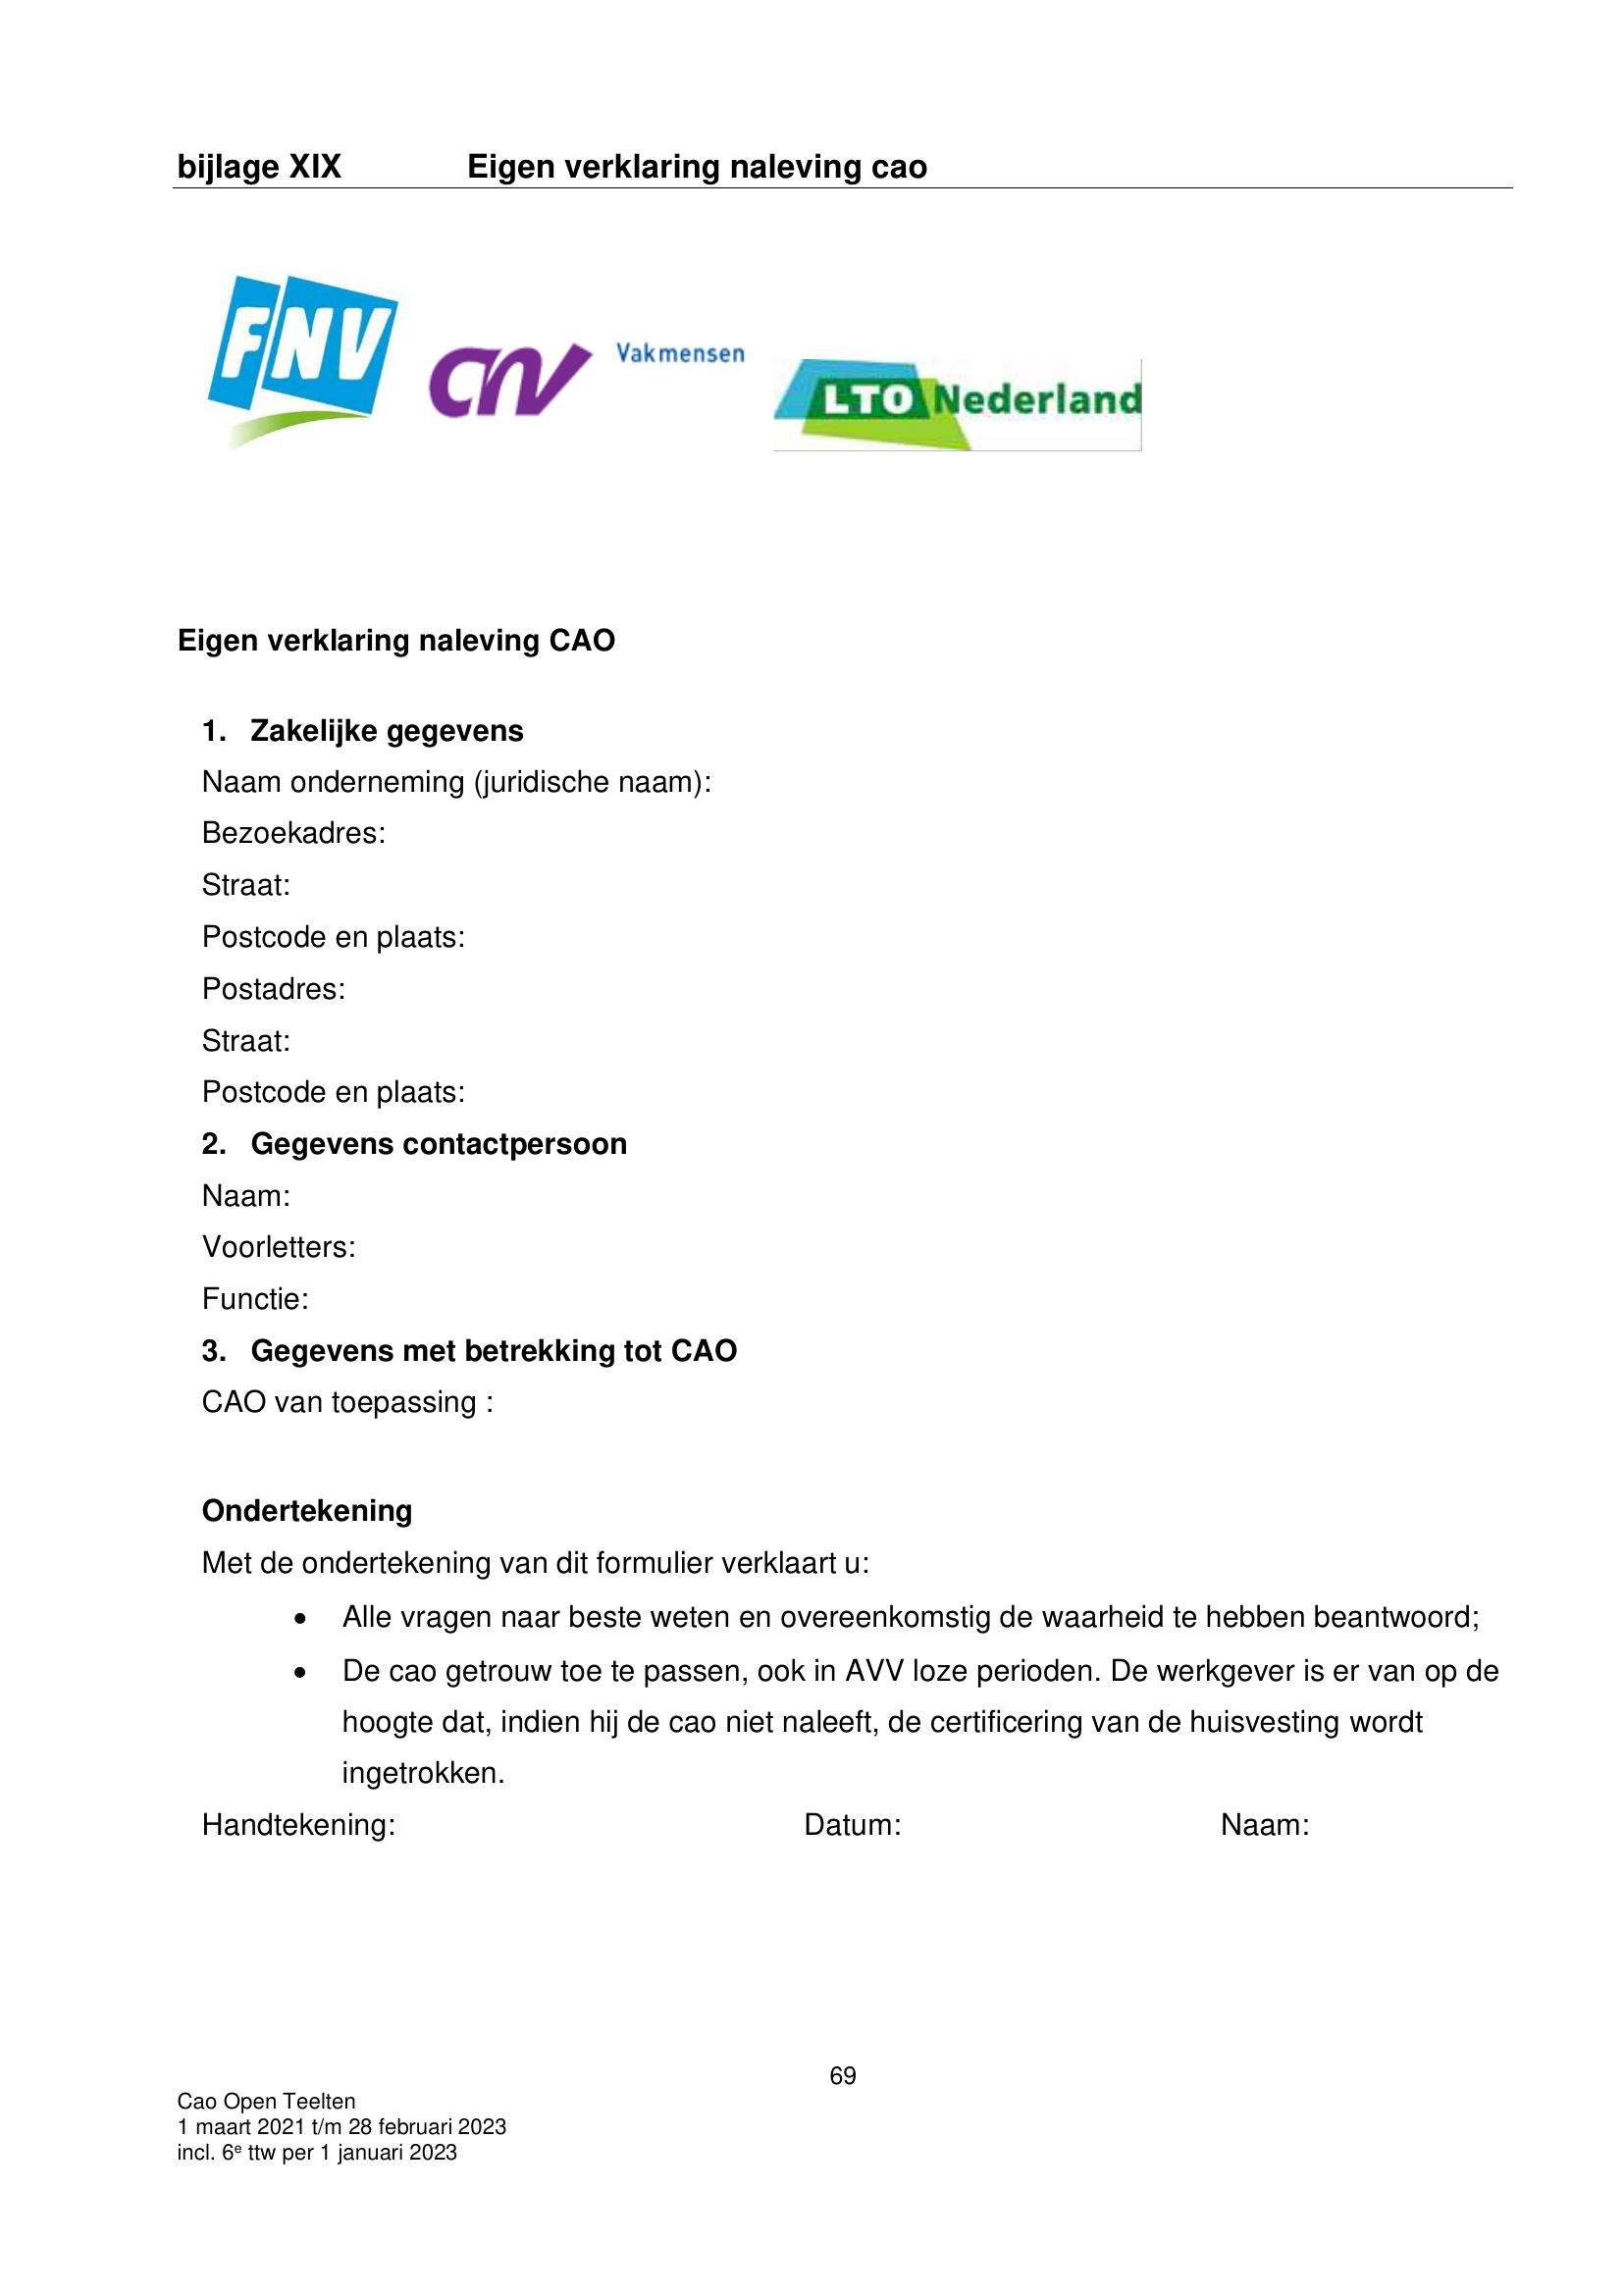 bijlage XIX Eigen verklaring naleving cao
FNV
CNV Vakmensen
LTO Nederland
Eigen verklaring naleving CAO
1. Zakelijke gegevens
Naam onderneming (juridische naam):
Bezoekadres:
Straat:
Postcode en plaats:
Postadres:
Straat:
Postcode en plaats:
2. Gegevens contactpersoon
Naam:
Voorletters:
Functie:
3. Gegevens met betrekking tot CAO
CAO van toepassing :
Ondertekening
Met de ondertekening van dit formulier verklaart u:
• Alle vragen naar beste weten en overeenkomstig de waarheid te hebben beantwoord;
• De cao getrouw toe te passen, ook in AVV loze perioden. De werkgever is er van op de
hoogte dat, indien hij de cao niet naleeft, de certificering van de huisvesting wordt
ingetrokken.
Handtekening: Datum: Naam:
69
Cao Open Teelten
1 maart 2021 t/m 28 februari 2023
incl. 6e ttw per 1 januari 2023